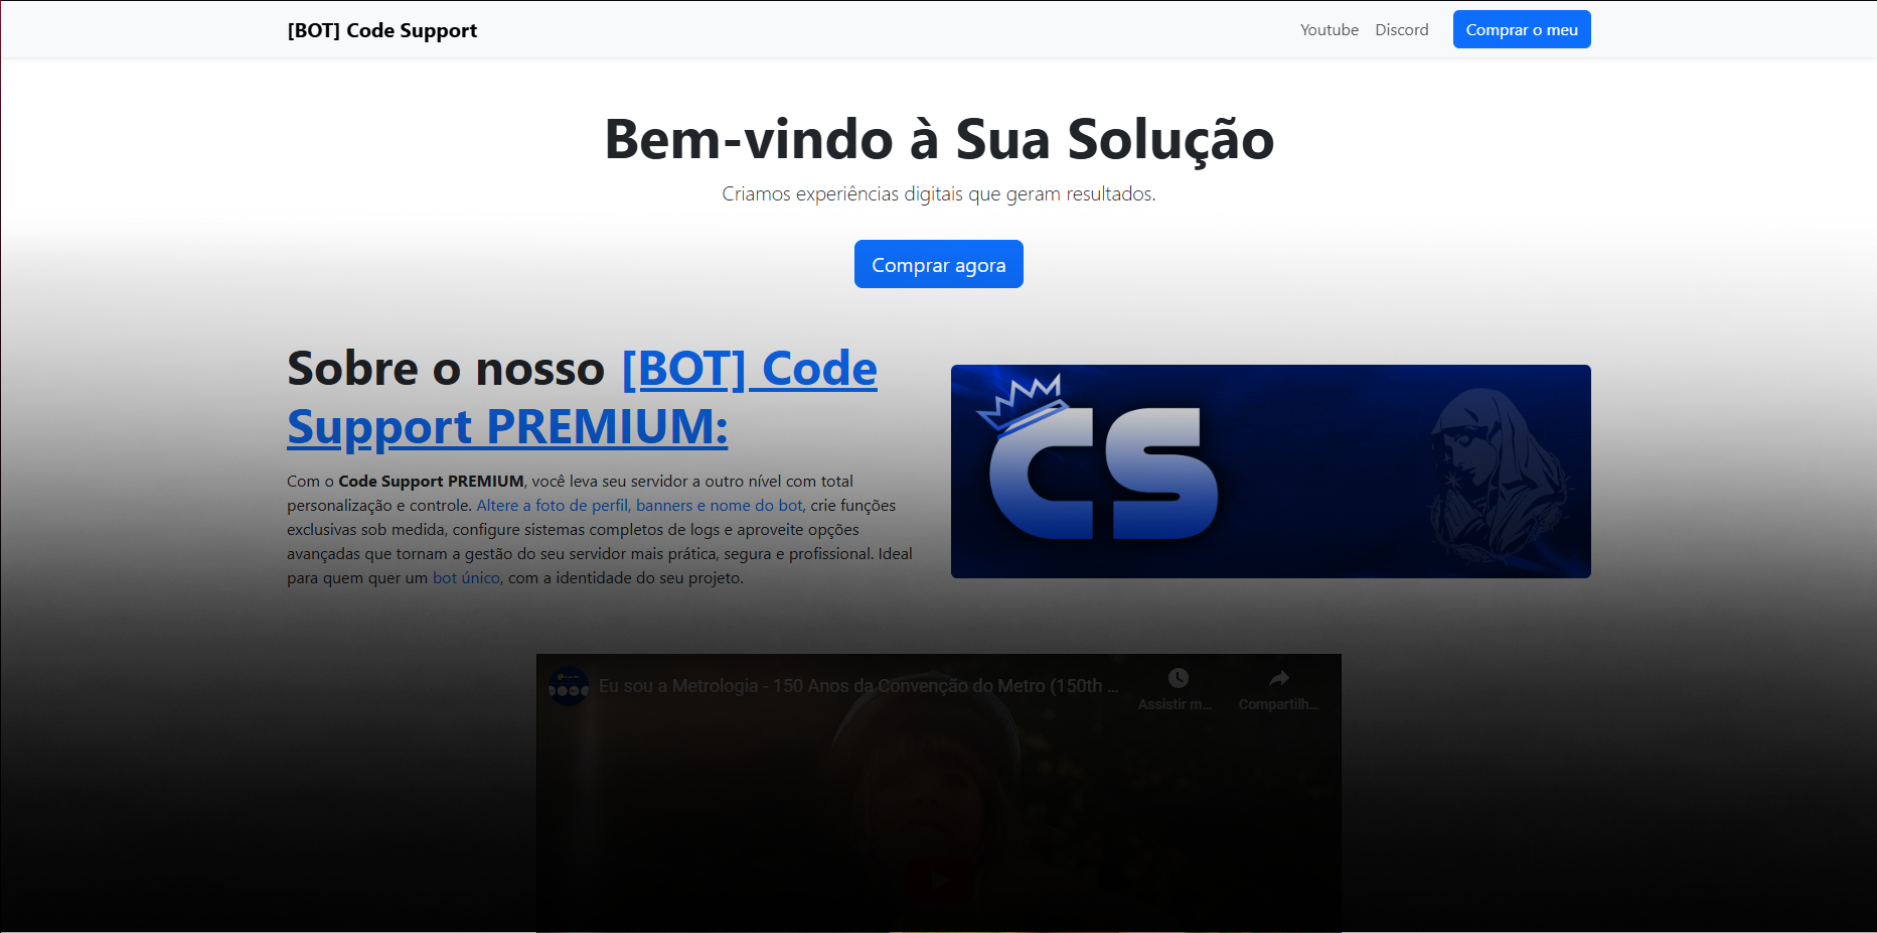 [BOT] Code Support
Youtube Discord Comprar o meu
Bem-vindo à Sua Solução
Criamos experiências digitais que geram resultados.
Comprar agora
Sobre o nosso [BOT] Code
Support PREMIUM:
Com o Code Support PREMIUM, você leva seu servidor a outro nível com total
personalização e controle. Altere a foto de perfil, banners e nome do bot, crie funções
exclusivas sob medida, configure sistemas completos de logs e aproveite opções
avançadas que tornam a gestão do seu servidor mais prática, segura e profissional. Ideal
para quem quer um bot único, com a identidade do seu projeto.
CS
Eu sou a Metrologia - 150 Anos da Convenção do Metro (150th ...
Assistir m...
Compartilh...